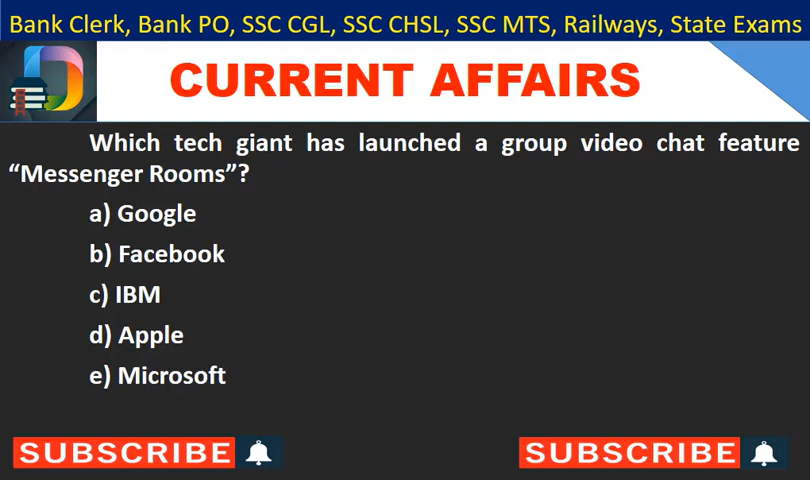 Bank Clerk, Bank PO, SSC CGL, SSC CHSL, SSC MTS, Railways, State Exams
CURRENT AFFAIRS
Which tech giant has launched a group video chat feature
“Messenger Rooms”?
a) Google
b) Facebook
c) IBM
d) Apple
e) Microsoft
SUBSCRIBE SUBSCRIBE